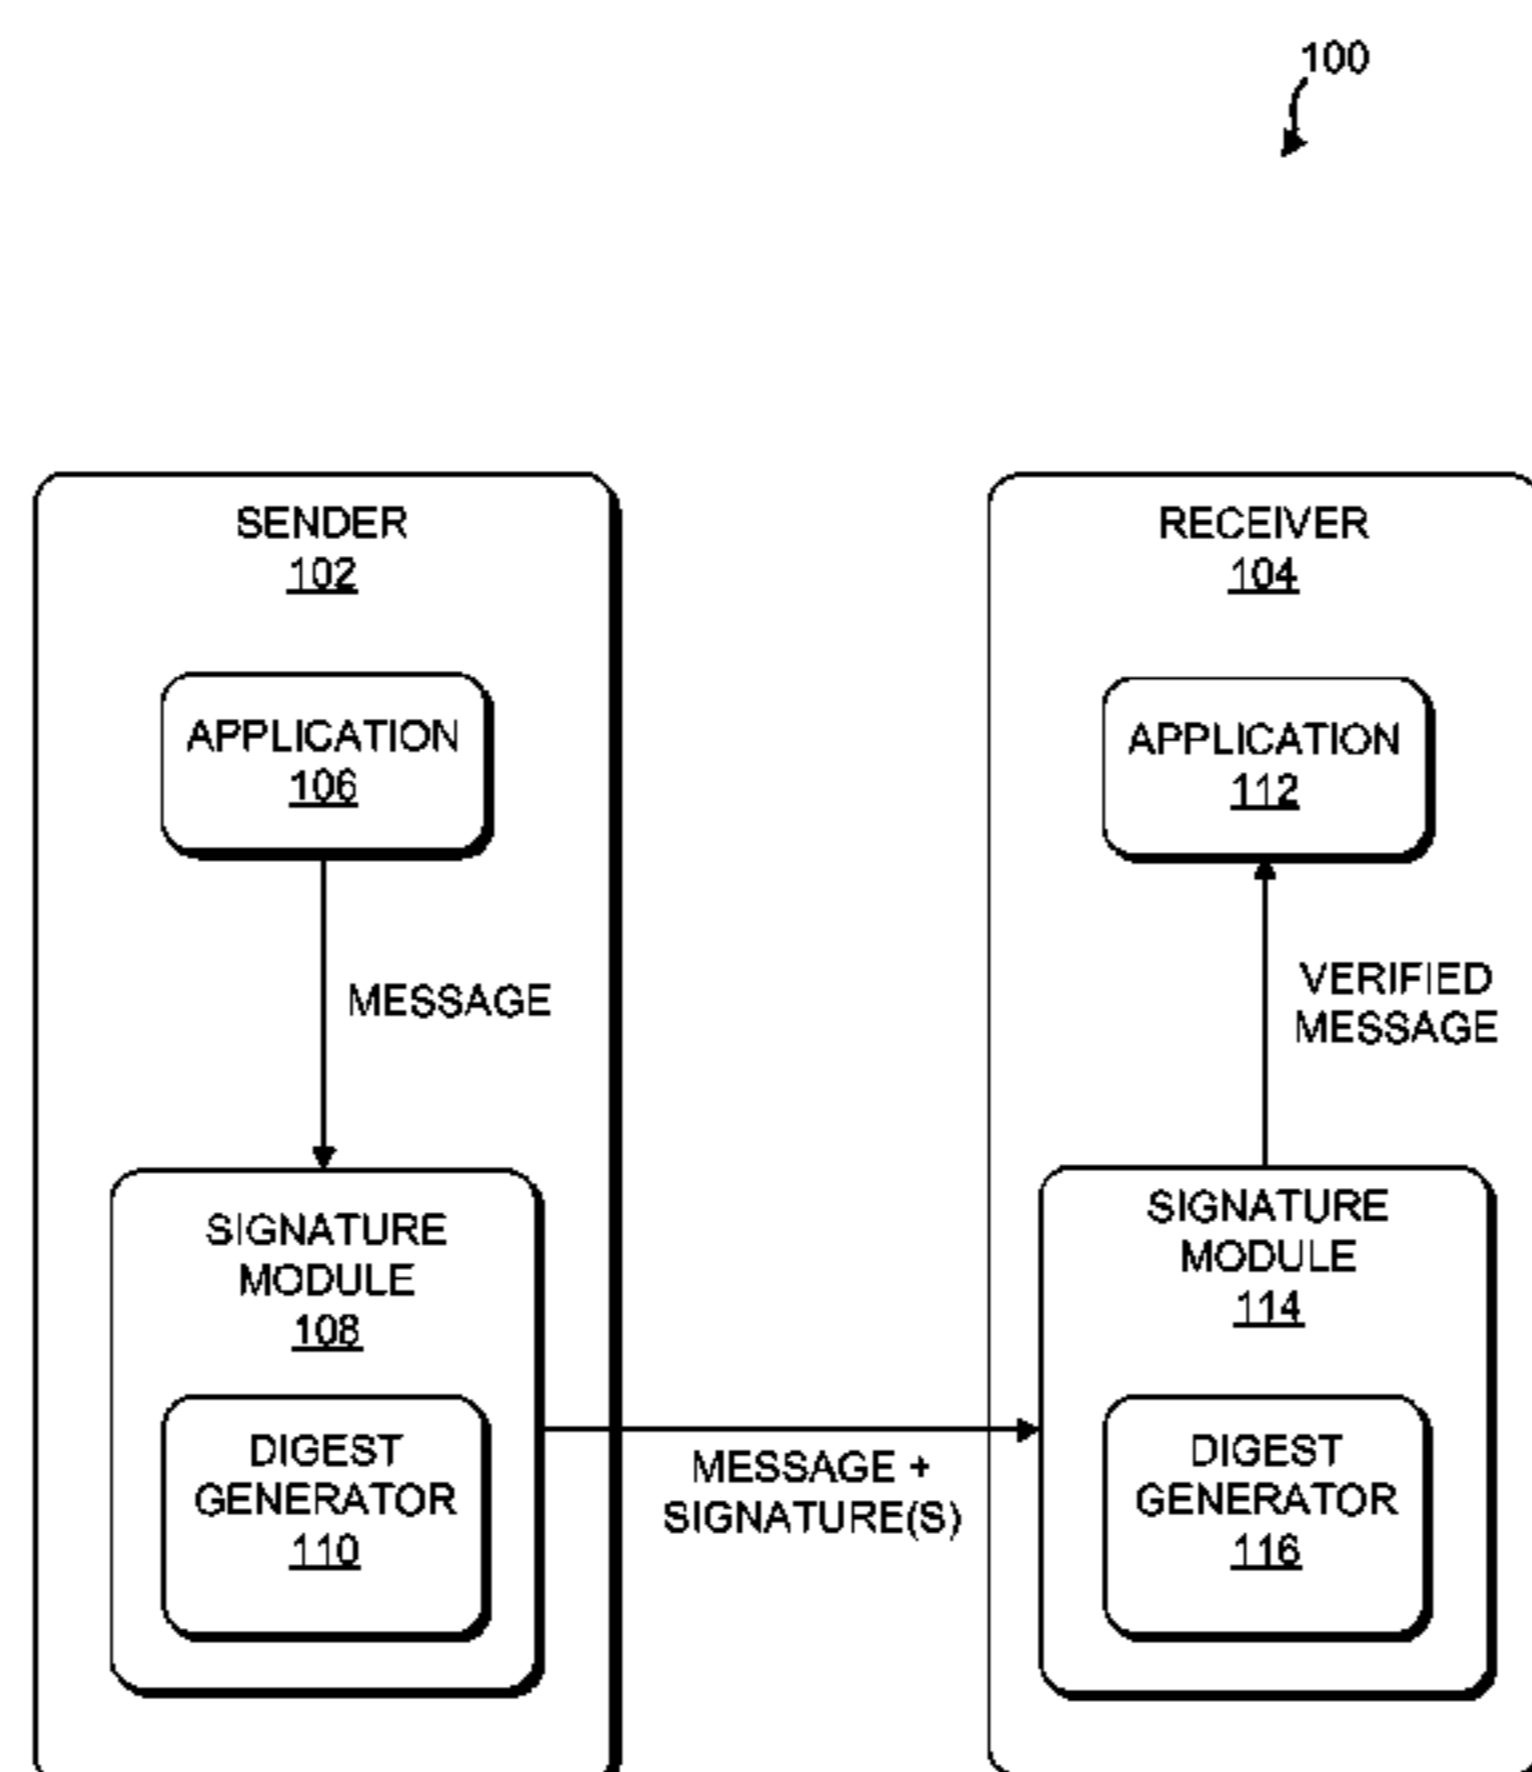 100
SENDER
102
APPLICATION
106
MESSAGE
SIGNATURE
MODULE
108
DIGEST
GENERATOR
110
MESSAGE +
SIGNATURE(S)
RECEIVER
104
APPLICATION
112
VERIFIED
MESSAGE
SIGNATURE
MODULE
114
DIGEST
GENERATOR
116